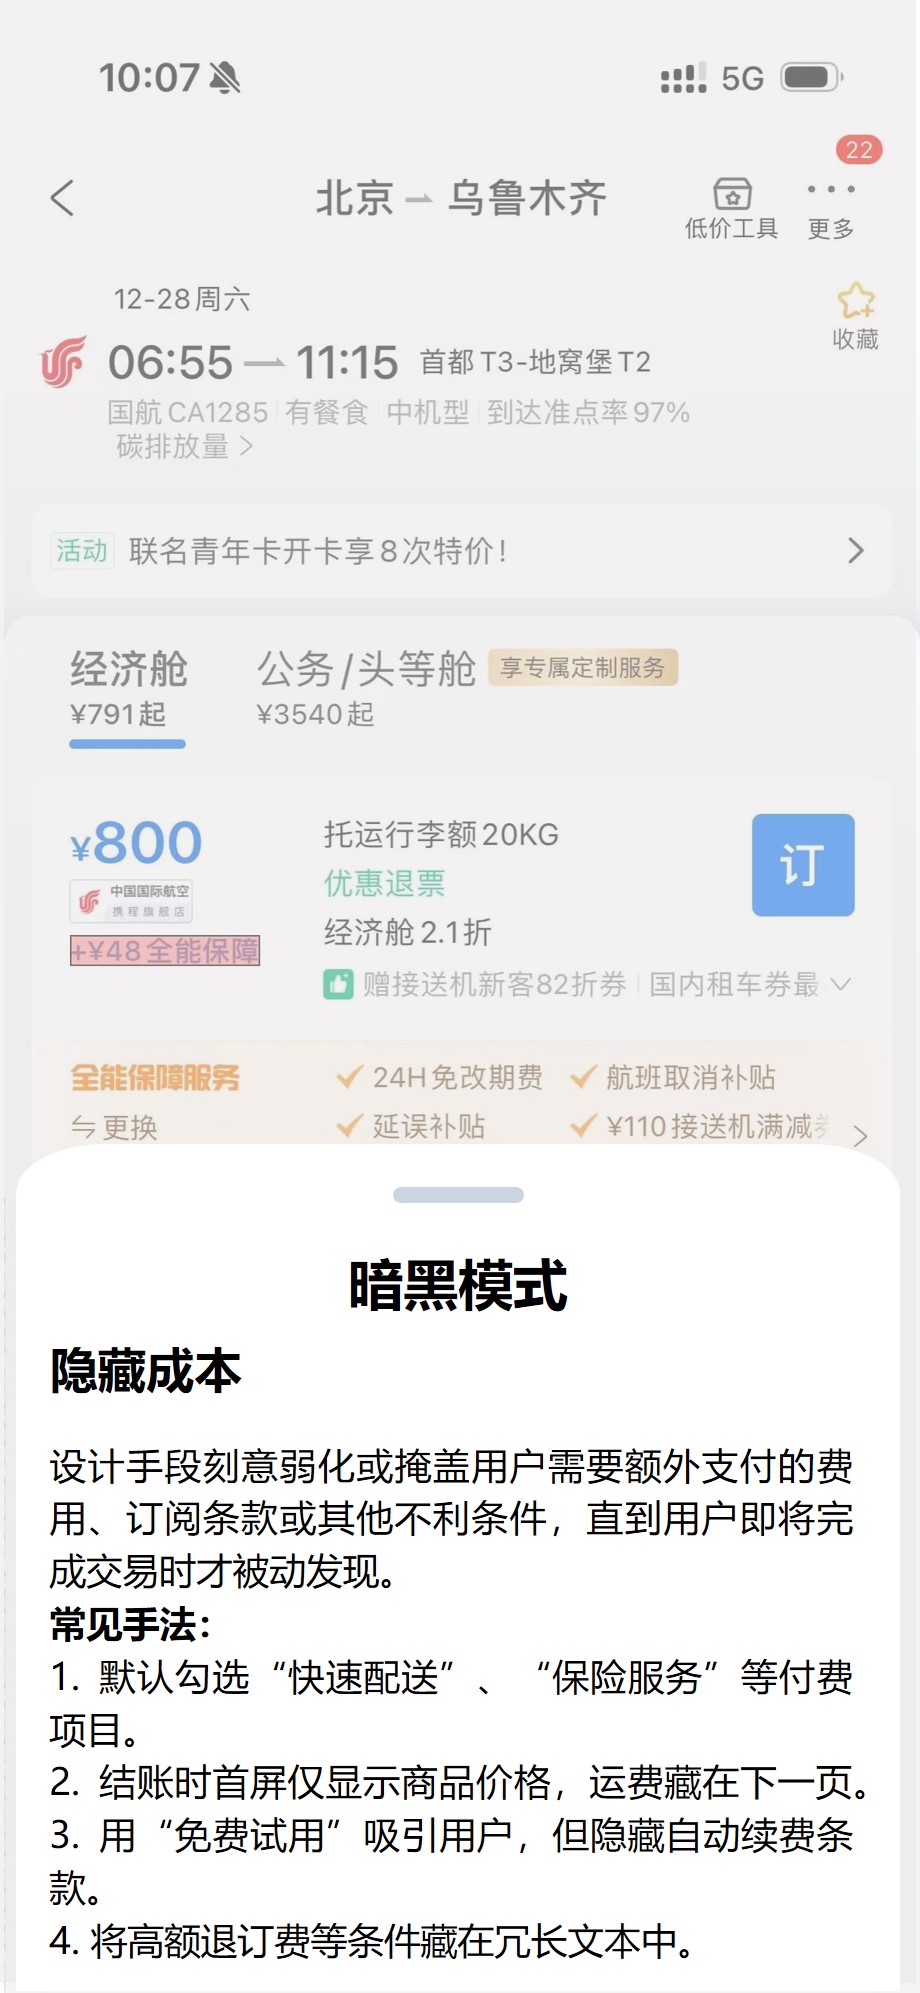 10:07
5G
22
北京 — 乌鲁木齐
低价工具
更多
12-28周六
收藏
06:55 — 11:15 首都T3-地窝堡T2
国航CA1285 | 有餐食 | 中机型 | 到达准点率97%
碳排放量 >
活动 联名青年卡开卡享8次特价!
经济舱 公务/头等舱 享专属定制服务
¥791起 ¥3540起
¥800
托运行李额20KG
订
中国国际航空
携程旗舰店
优惠退票
+¥48全能保障
经济舱2.1折
赠接送机新客82折券 | 国内租车券最
全能保障服务 24H免改期费 航班取消补贴
更换 延误补贴 ¥110接送机满减券
暗黑模式
隐藏成本
设计手段刻意弱化或掩盖用户需要额外支付的费
用、订阅条款或其他不利条件，直到用户即将完
成交易时才被动发现。
常见手法：
1. 默认勾选“快速配送”、“保险服务”等付费
项目。
2. 结账时首屏仅显示商品价格，运费藏在下一页。
3. 用“免费试用”吸引用户，但隐藏自动续费条
款。
4. 将高额退订费等条件藏在冗长文本中。